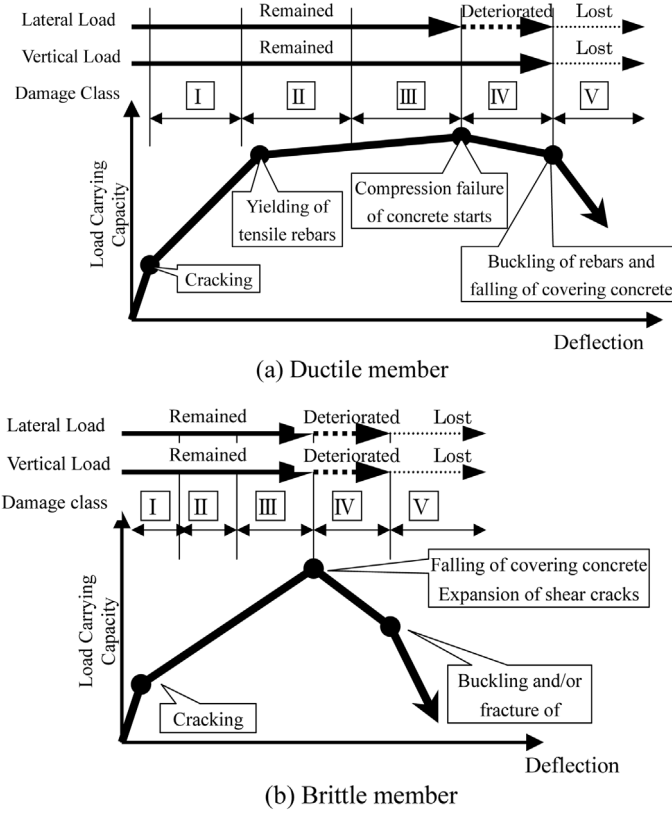 Lateral Load Remained Deteriorated Lost
Vertical Load Remained Lost
Damage Class I II III IV V
Load Carrying
Capacity
Yielding of
tensile rebars
Compression failure
of concrete starts
Cracking
Buckling of rebars and
falling of covering concrete
Deflection
(a) Ductile member
Lateral Load Remained Deteriorated Lost
Vertical Load Remained Deteriorated Lost
Damage class I II III IV V
Load Carrying
Capacity
Falling of covering concrete
Expansion of shear cracks
Cracking
Buckling and/or
fracture of
Deflection
(b) Brittle member